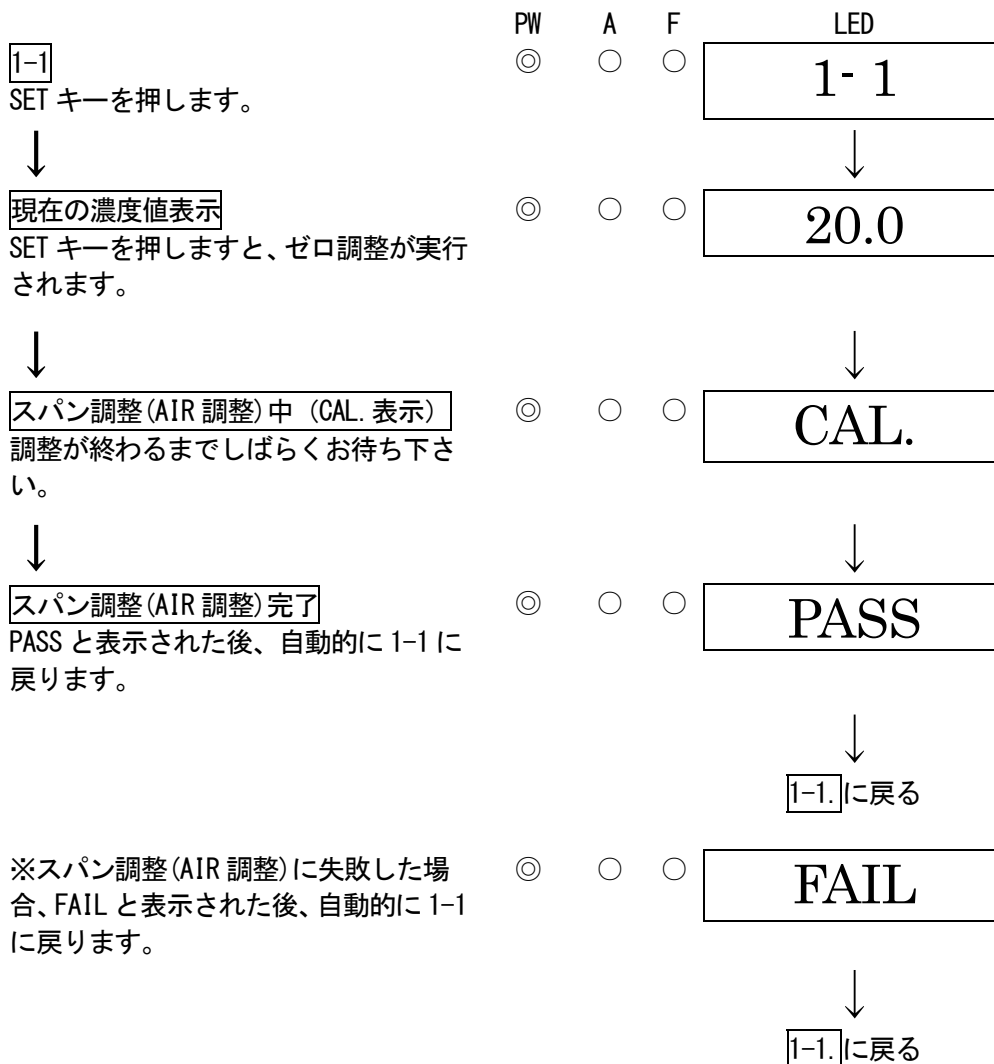 PW A F LED
1-1 ◎ ○ ○ 1- 1
SET キーを押します。
↓ ↓
現在の濃度値表示 ◎ ○ ○ 20.0
SET キーを押しますと、ゼロ調整が実行
されます。
↓ ↓
スパン調整(AIR 調整)中 (CAL. 表示) ◎ ○ ○ CAL.
調整が終わるまでしばらくお待ち下さ
い。
↓ ↓
スパン調整(AIR 調整)完了 ◎ ○ ○ PASS
PASS と表示された後、自動的に 1-1 に
戻ります。
↓
1-1.に戻る
※スパン調整(AIR 調整)に失敗した場 ◎ ○ ○ FAIL
合、FAIL と表示された後、自動的に 1-1
に戻ります。
↓
1-1.に戻る